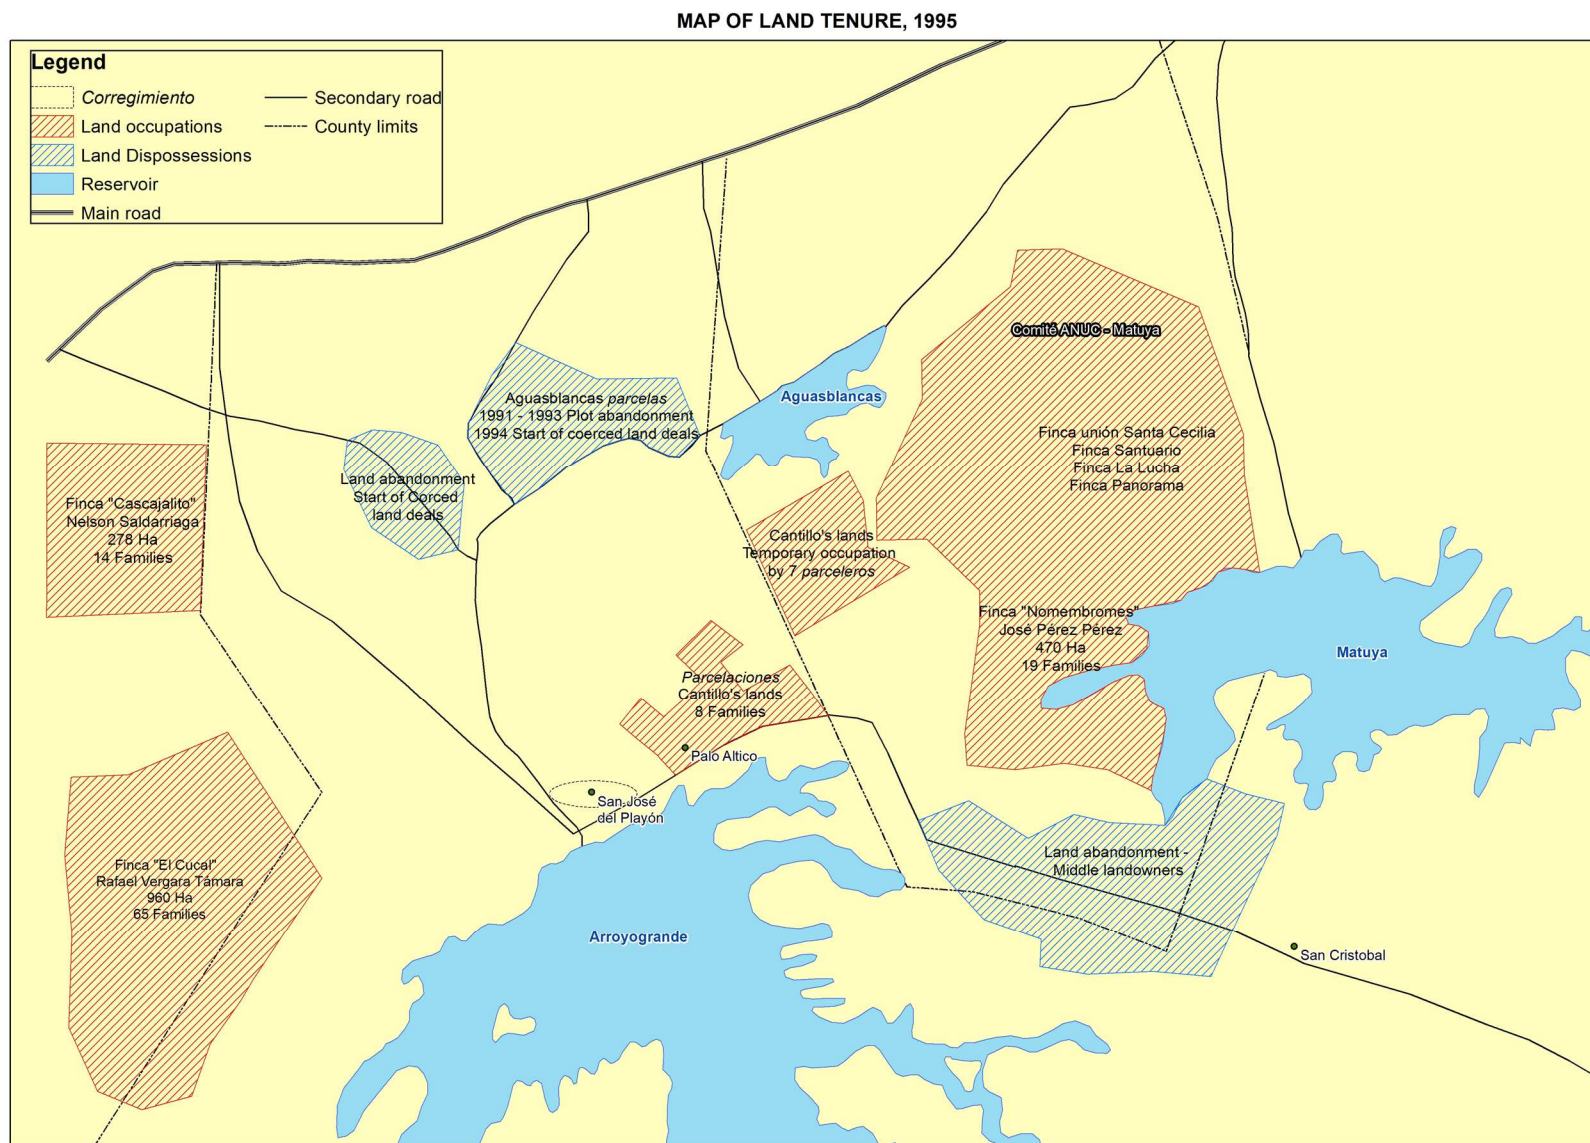 MAP OF LAND TENURE, 1995
Legend
Corregimiento
Land occupations
Land Dispossessions
Reservoir
Main road
Secondary road
County limits
Comité ANUC - Matuya
Aguasblancas parcelas
1991 - 1993 Plot abandonment
1994 Start of coerced land deals
Aguasblancas
Finca unión Santa Cecilia
Finca Santuario
Finca La Lucha
Finca Panorama
Land abandonment
Start of Corced
land deals
Finca "Cascajalito"
Nelson Saldarriaga
278 Ha
14 Families
Cantillo's lands
Temporary occupation
by 7 parceleros
Finca "Nomembromes"
José Pérez Pérez
470 Ha
19 Families
Matuya
Parcelaciones
Cantillo's lands
8 Families
Palo Altico
San José
del Playón
Finca "El Cucal"
Rafael Vergara Támara
960 Ha
65 Families
Land abandonment -
Middle landowners
Arroyogrande
San Cristobal